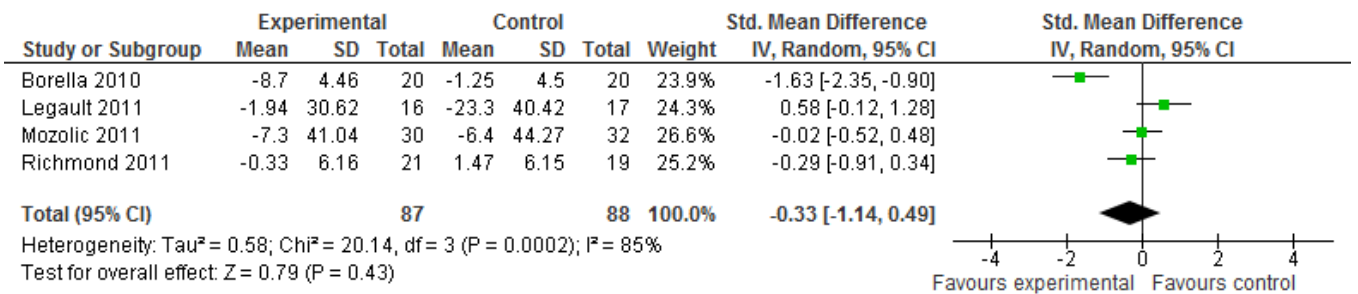 Experimental Control Std. Mean Difference Std. Mean Difference
Study or Subgroup Mean SD Total Mean SD Total Weight IV, Random, 95% CI IV, Random, 95% CI
Borella 2010 -8.7 4.46 20 -1.25 4.5 20 23.9% -1.63 [-2.35, -0.90]
Legault 2011 -1.94 30.62 16 -23.3 40.42 17 24.3% 0.58 [-0.12, 1.28]
Mozolic 2011 -7.3 41.04 30 -6.4 44.27 32 26.6% -0.02 [-0.52, 0.48]
Richmond 2011 -0.33 6.16 21 1.47 6.15 19 25.2% -0.29 [-0.91, 0.34]
Total (95% CI) 87 88 100.0% -0.33 [-1.14, 0.49]
Heterogeneity: Tau² = 0.58; Chi² = 20.14, df = 3 (P = 0.0002); I² = 85%
Test for overall effect: Z = 0.79 (P = 0.43)
-4 -2 0 2 4
Favours experimental Favours control